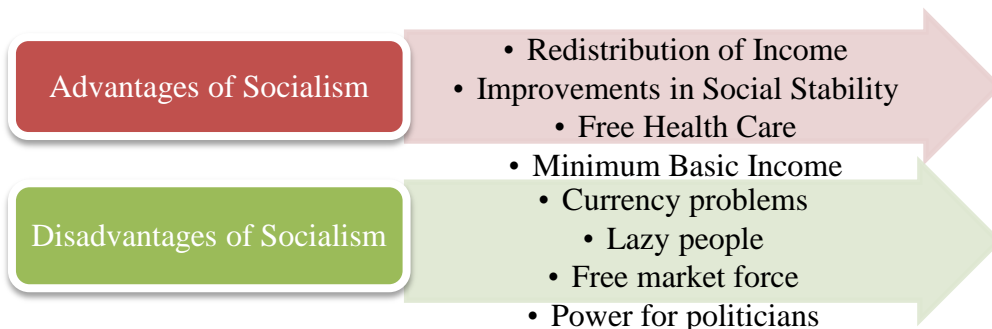 Advantages of Socialism
• Redistribution of Income
• Improvements in Social Stability
• Free Health Care
• Minimum Basic Income
Disadvantages of Socialism
• Currency problems
• Lazy people
• Free market force
• Power for politicians